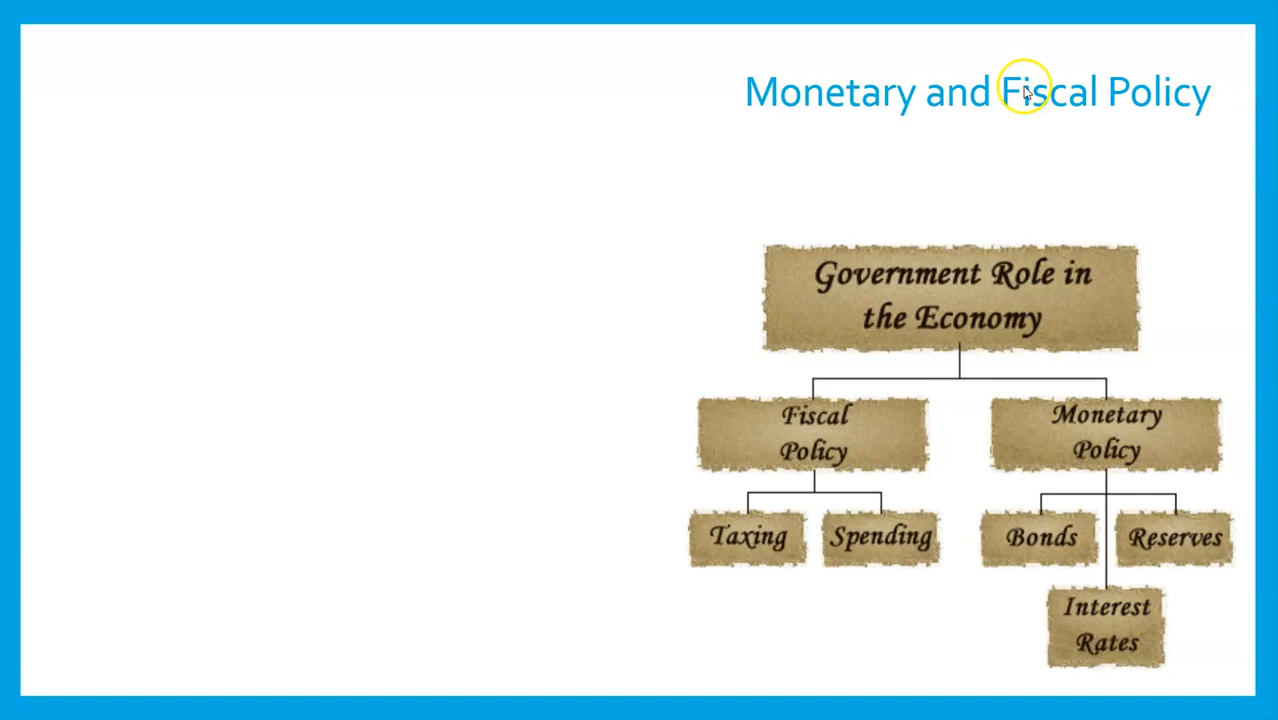 Monetary and Fiscal Policy
Government Role in
the Economy
Fiscal
Policy
Monetary
Policy
Taxing
Spending
Bonds
Reserves
Interest
Rates